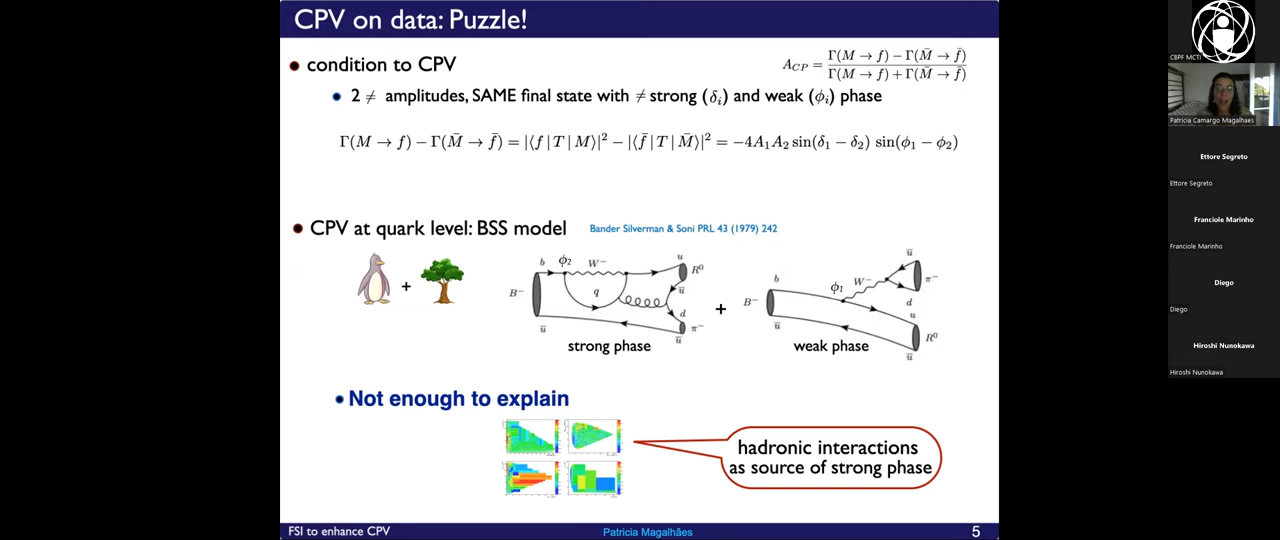 CPV on data: Puzzle!
condition to CPV
A_{CP} = \frac{Γ(M → f) − Γ(M̄ → f̄)}{Γ(M → f) + Γ(M̄ → f̄)}
2 ≠ amplitudes, SAME final state with ≠ strong (δ_i) and weak (ϕ_i) phase
Γ(M → f) − Γ(M̄ → f̄) = |⟨f | T | M⟩|² − |⟨f̄ | T | M̄⟩|² = −4A₁A₂ sin(δ₁ − δ₂) sin(ϕ₁ − ϕ₂)
CPV at quark level: BSS model
Bander Silverman & Soni PRL 43 (1979) 242
+
b
ϕ₂
W⁻
u
R⁰
q
ū
B⁻
d
π⁻
ū
ū
strong phase
+
b
ϕ₁
W⁻
ū
π⁻
d
B⁻
u
ū
R⁰
ū
weak phase
Not enough to explain
hadronic interactions
as source of strong phase
FSI to enhance CPV
Patricia Magalhães
5
CBPF MCTI
Patricia Camargo Magalhaes
Ettore Segreto
Ettore Segreto
Franciole Marinho
Franciole Marinho
Diego
Diego
Hiroshi Nunokawa
Hiroshi Nunokawa